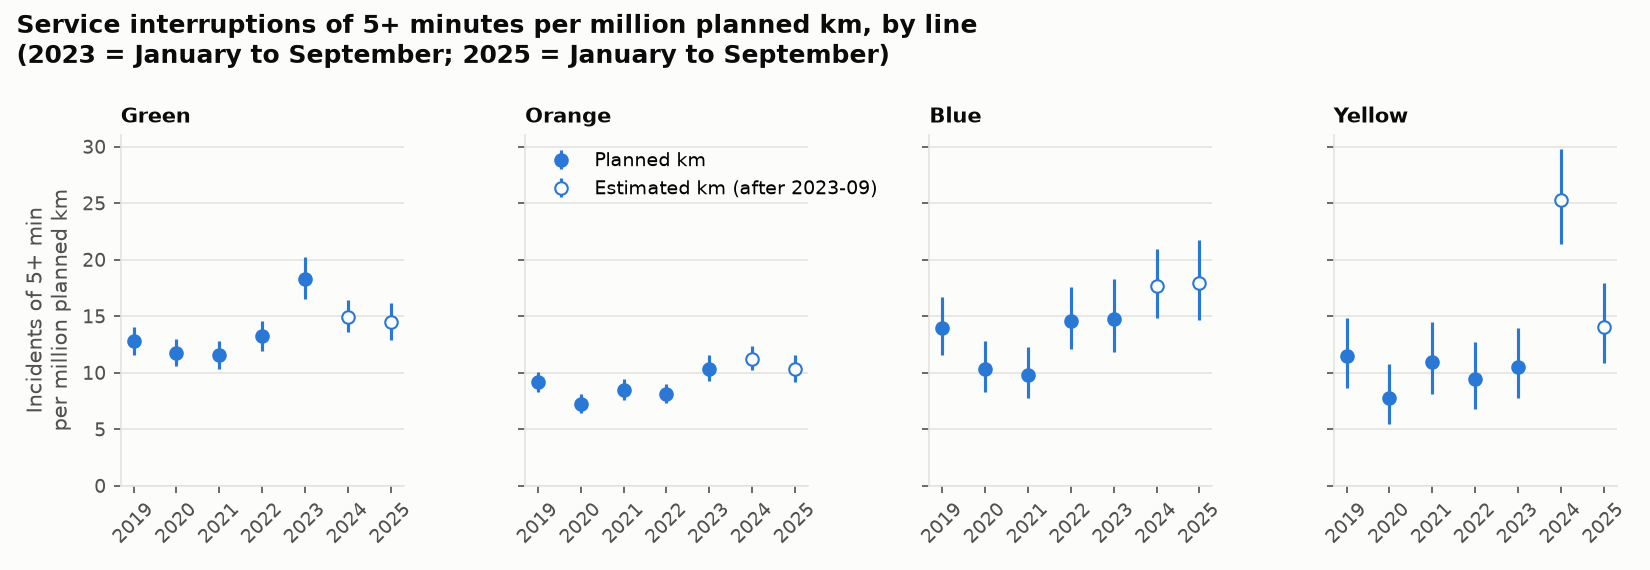 Service interruptions of 5+ minutes per million planned km, by line
(2023 = January to September; 2025 = January to September)
Green
Orange
Blue
Yellow
Incidents of 5+ min
per million planned km
30
25
20
15
10
5
0
Planned km
Estimated km (after 2023-09)
2019 2020 2021 2022 2023 2024 2025
2019 2020 2021 2022 2023 2024 2025
2019 2020 2021 2022 2023 2024 2025
2019 2020 2021 2022 2023 2024 2025